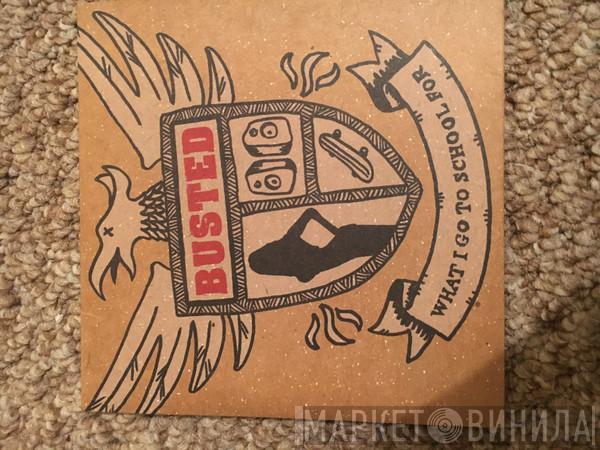 BUSTED
WHAT I GO TO SCHOOL FOR
МАРКЕТ ВИНИЛА